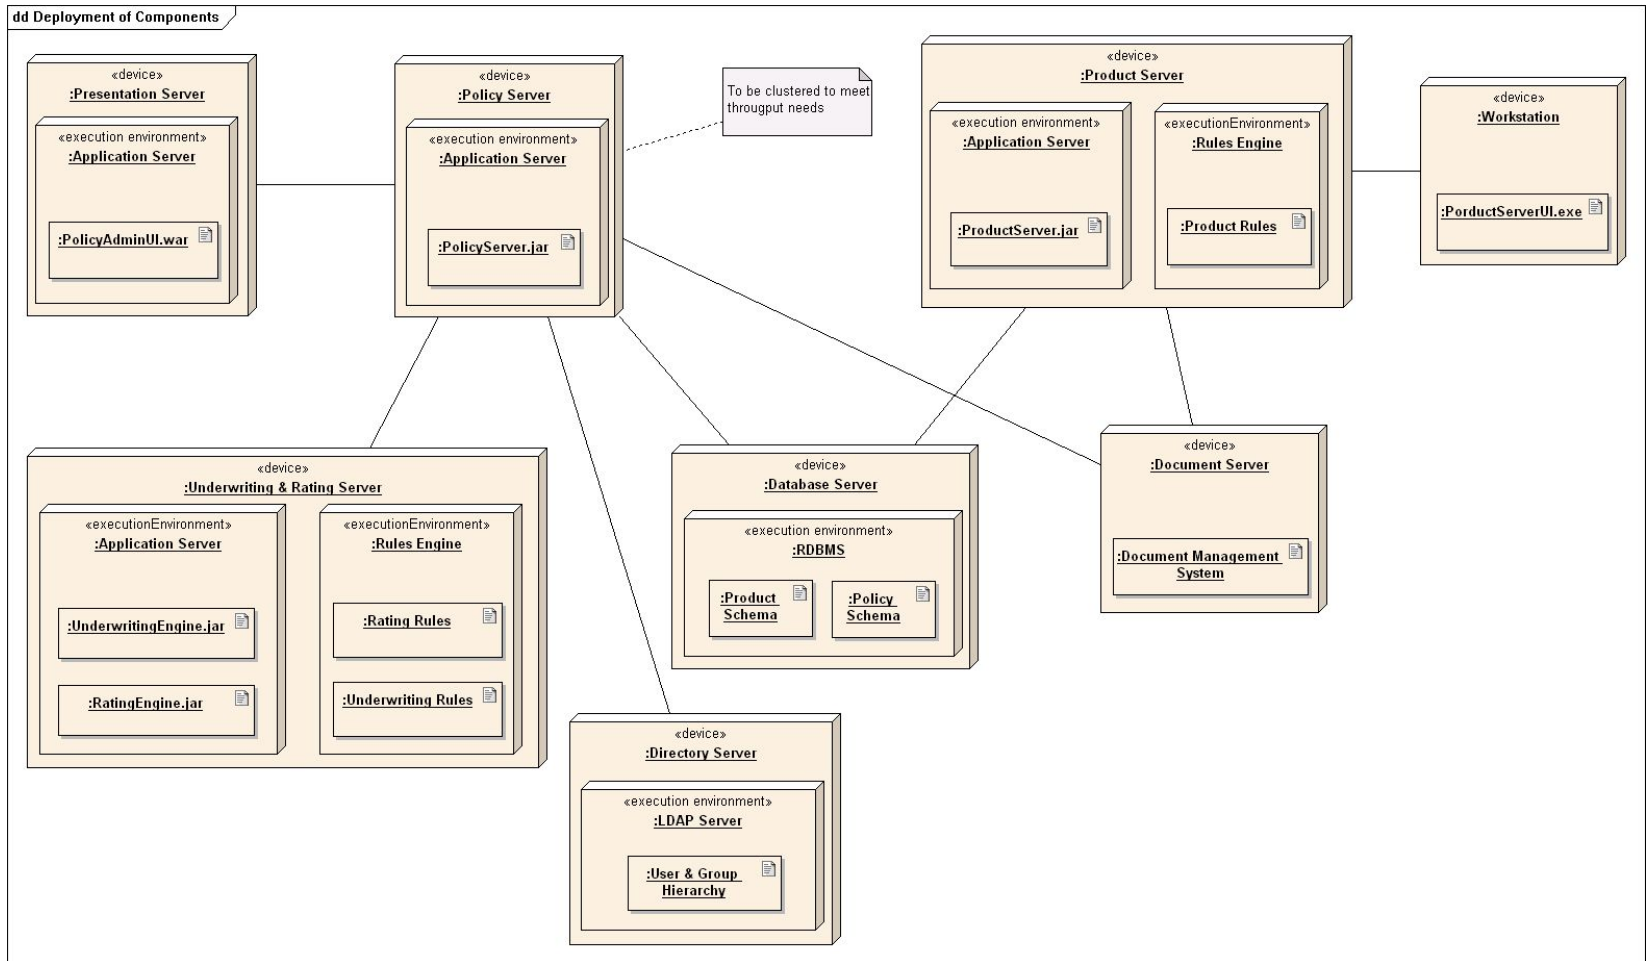 dd Deployment of Components
«device»
:Presentation Server
«execution environment»
:Application Server
:PolicyAdminUI.war
«device»
:Policy Server
«execution environment»
:Application Server
:PolicyServer.jar
To be clustered to meet
througput needs
«device»
:Product Server
«execution environment»
:Application Server
:ProductServer.jar
«executionEnvironment»
:Rules Engine
:Product Rules
«device»
:Workstation
:PorductServerUI.exe
«device»
:Underwriting & Rating Server
«executionEnvironment»
:Application Server
:UnderwritingEngine.jar
:RatingEngine.jar
«executionEnvironment»
:Rules Engine
:Rating Rules
:Underwriting Rules
«device»
:Database Server
«execution environment»
:RDBMS
:Product
Schema
:Policy
Schema
«device»
:Document Server
:Document Management
System
«device»
:Directory Server
«execution environment»
:LDAP Server
:User & Group
Hierarchy